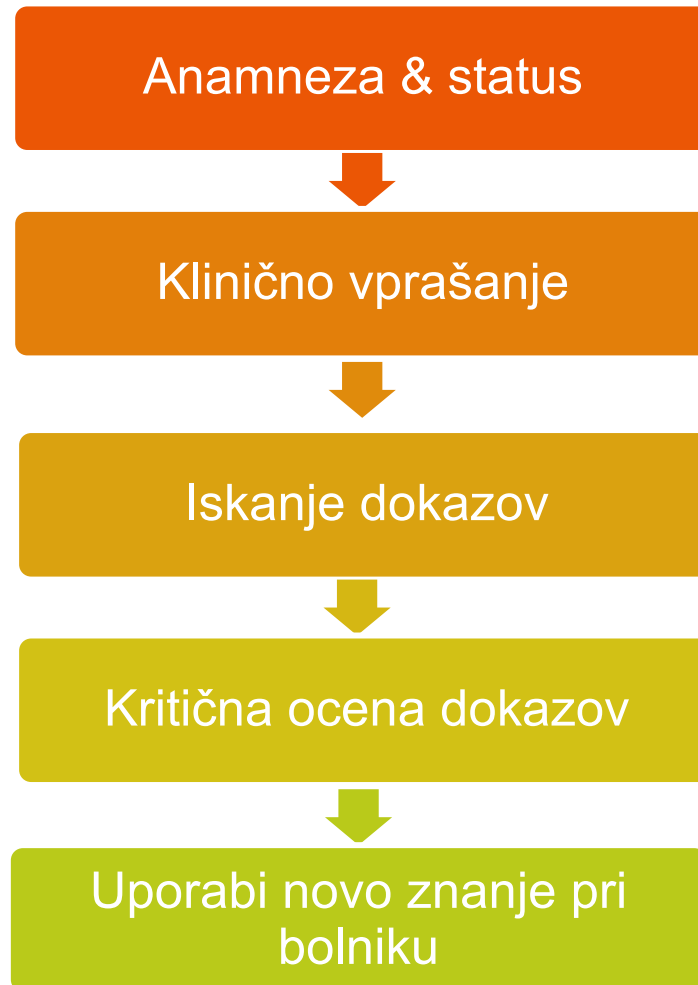 Anamneza & status
Klinično vprašanje
Iskanje dokazov
Kritična ocena dokazov
Uporabi novo znanje pri
bolniku